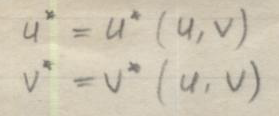 u* = u* (u, v)
v* = v* (u, v)